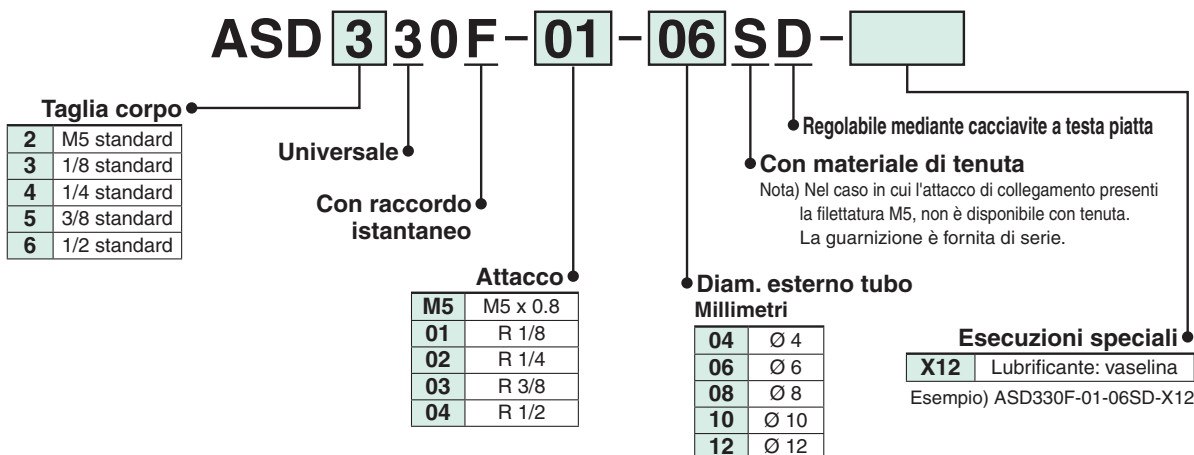 ASD 3 30F-01-06SD-
Taglia corpo
2 M5 standard
3 1/8 standard
4 1/4 standard
5 3/8 standard
6 1/2 standard
Universale
Con raccordo
istantaneo
Attacco
M5 M5 x 0.8
01 R 1/8
02 R 1/4
03 R 3/8
04 R 1/2
Regolabile mediante cacciavite a testa piatta
Con materiale di tenuta
Nota) Nel caso in cui l'attacco di collegamento presenti
la filettatura M5, non è disponibile con tenuta.
La guarnizione è fornita di serie.
Diam. esterno tubo
Millimetri
04 Ø 4
06 Ø 6
08 Ø 8
10 Ø 10
12 Ø 12
Esecuzioni speciali
X12 Lubrificante: vaselina
Esempio) ASD330F-01-06SD-X12